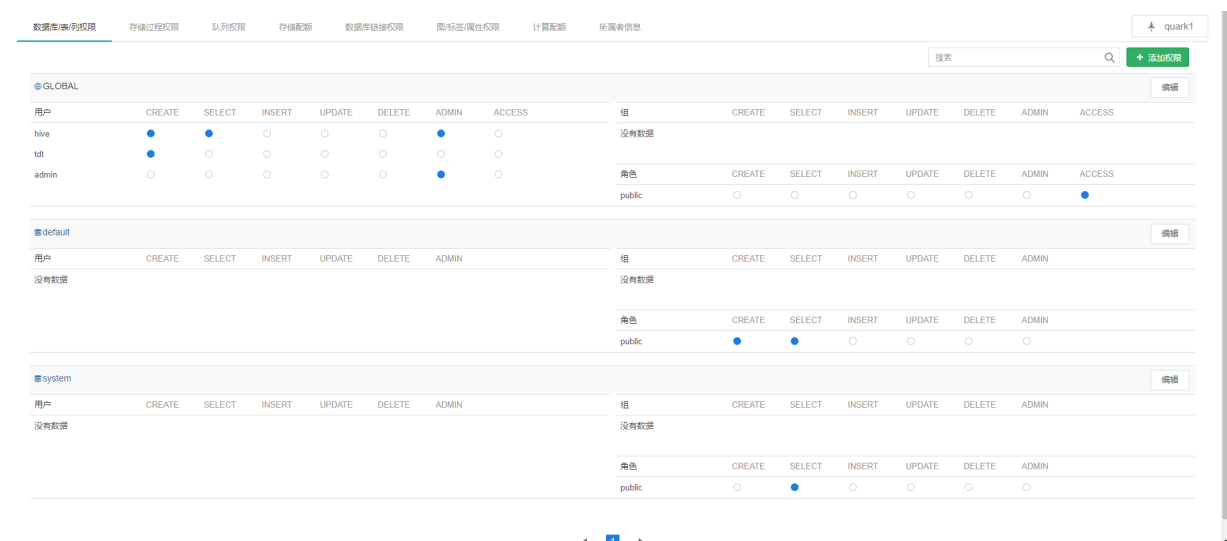 数据库/表/列权限 存储过程权限 队列权限 存储配额 数据库链接权限 图/标签/属性权限 计算配额 所属者信息 quark1
搜索 + 添加权限
GLOBAL 编辑
用户 CREATE SELECT INSERT UPDATE DELETE ADMIN ACCESS
hive
tdt
admin
组 CREATE SELECT INSERT UPDATE DELETE ADMIN ACCESS
没有数据
角色 CREATE SELECT INSERT UPDATE DELETE ADMIN ACCESS
public
default 编辑
用户 CREATE SELECT INSERT UPDATE DELETE ADMIN
没有数据
组 CREATE SELECT INSERT UPDATE DELETE ADMIN
没有数据
角色 CREATE SELECT INSERT UPDATE DELETE ADMIN
public
system 编辑
用户 CREATE SELECT INSERT UPDATE DELETE ADMIN
没有数据
组 CREATE SELECT INSERT UPDATE DELETE ADMIN
没有数据
角色 CREATE SELECT INSERT UPDATE DELETE ADMIN
public
1